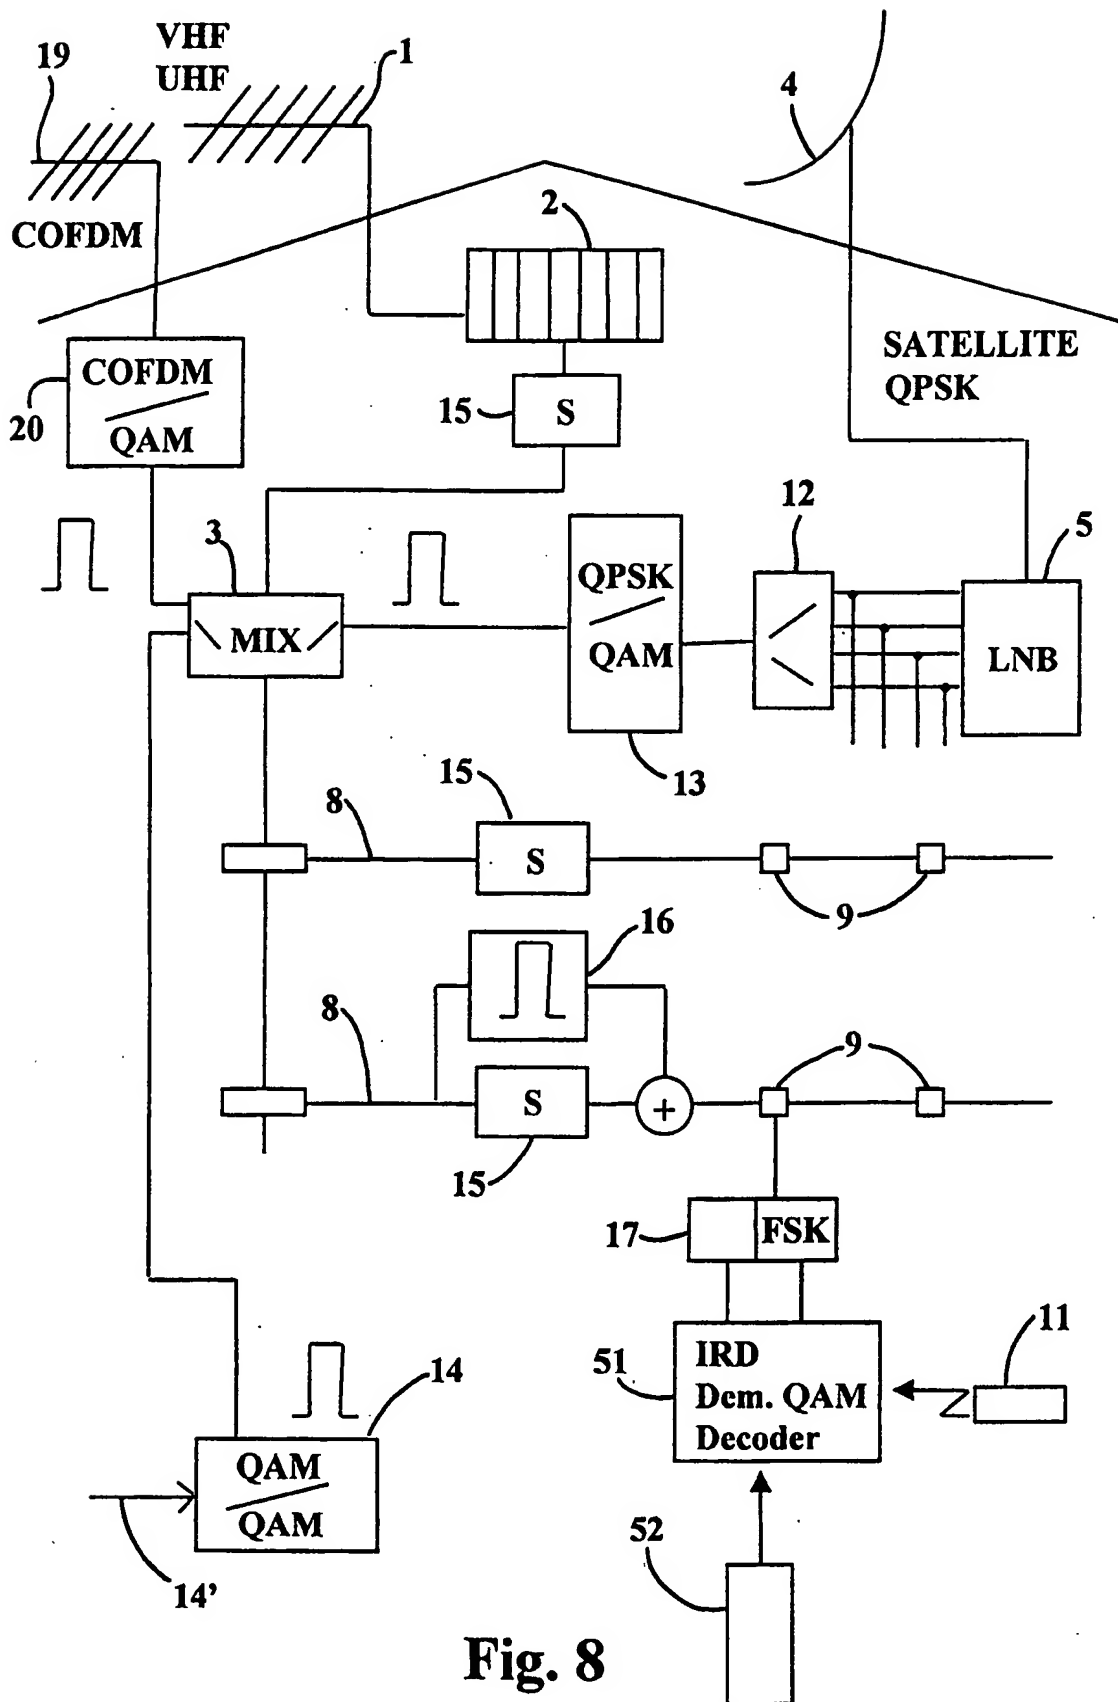 VHF
UHF
19
1
4
COFDM
2
COFDM
QAM
20
15
S
SATELLITE
QPSK
12
5
3
MIX
QPSK
QAM
LNB
13
15
8
S
9
16
8
9
S
+
15
17
FSK
11
51
IRD
Dem. QAM
Decoder
14
QAM
QAM
14'
52
Fig. 8